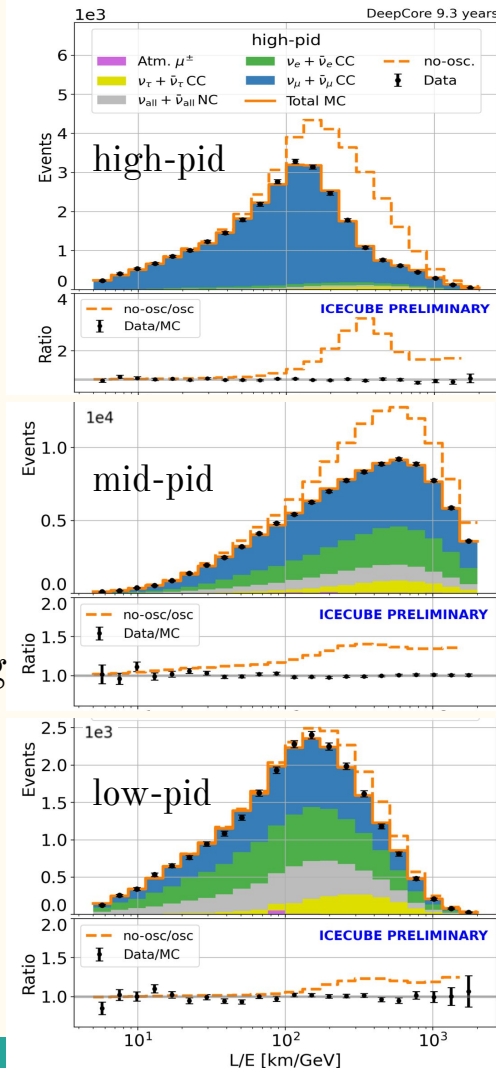 1e3
DeepCore 9.3 years
high-pid
Atm. μ±
ντ + ν̄τ CC
νall + ν̄all NC
νe + ν̄e CC
νμ + ν̄μ CC
Total MC
no-osc.
Data
high-pid
Events
6
5
4
3
2
1
0
no-osc/osc
Data/MC
ICECUBE PRELIMINARY
Ratio
4
2
1e4
mid-pid
Events
1.0
0.5
0.0
no-osc/osc
Data/MC
ICECUBE PRELIMINARY
Ratio
2.0
1.5
1.0
g
1e3
low-pid
Events
2.5
2.0
1.5
1.0
0.5
0.0
no-osc/osc
Data/MC
ICECUBE PRELIMINARY
Ratio
2.0
1.5
1.0
10¹ 10² 10³
L/E [km/GeV]